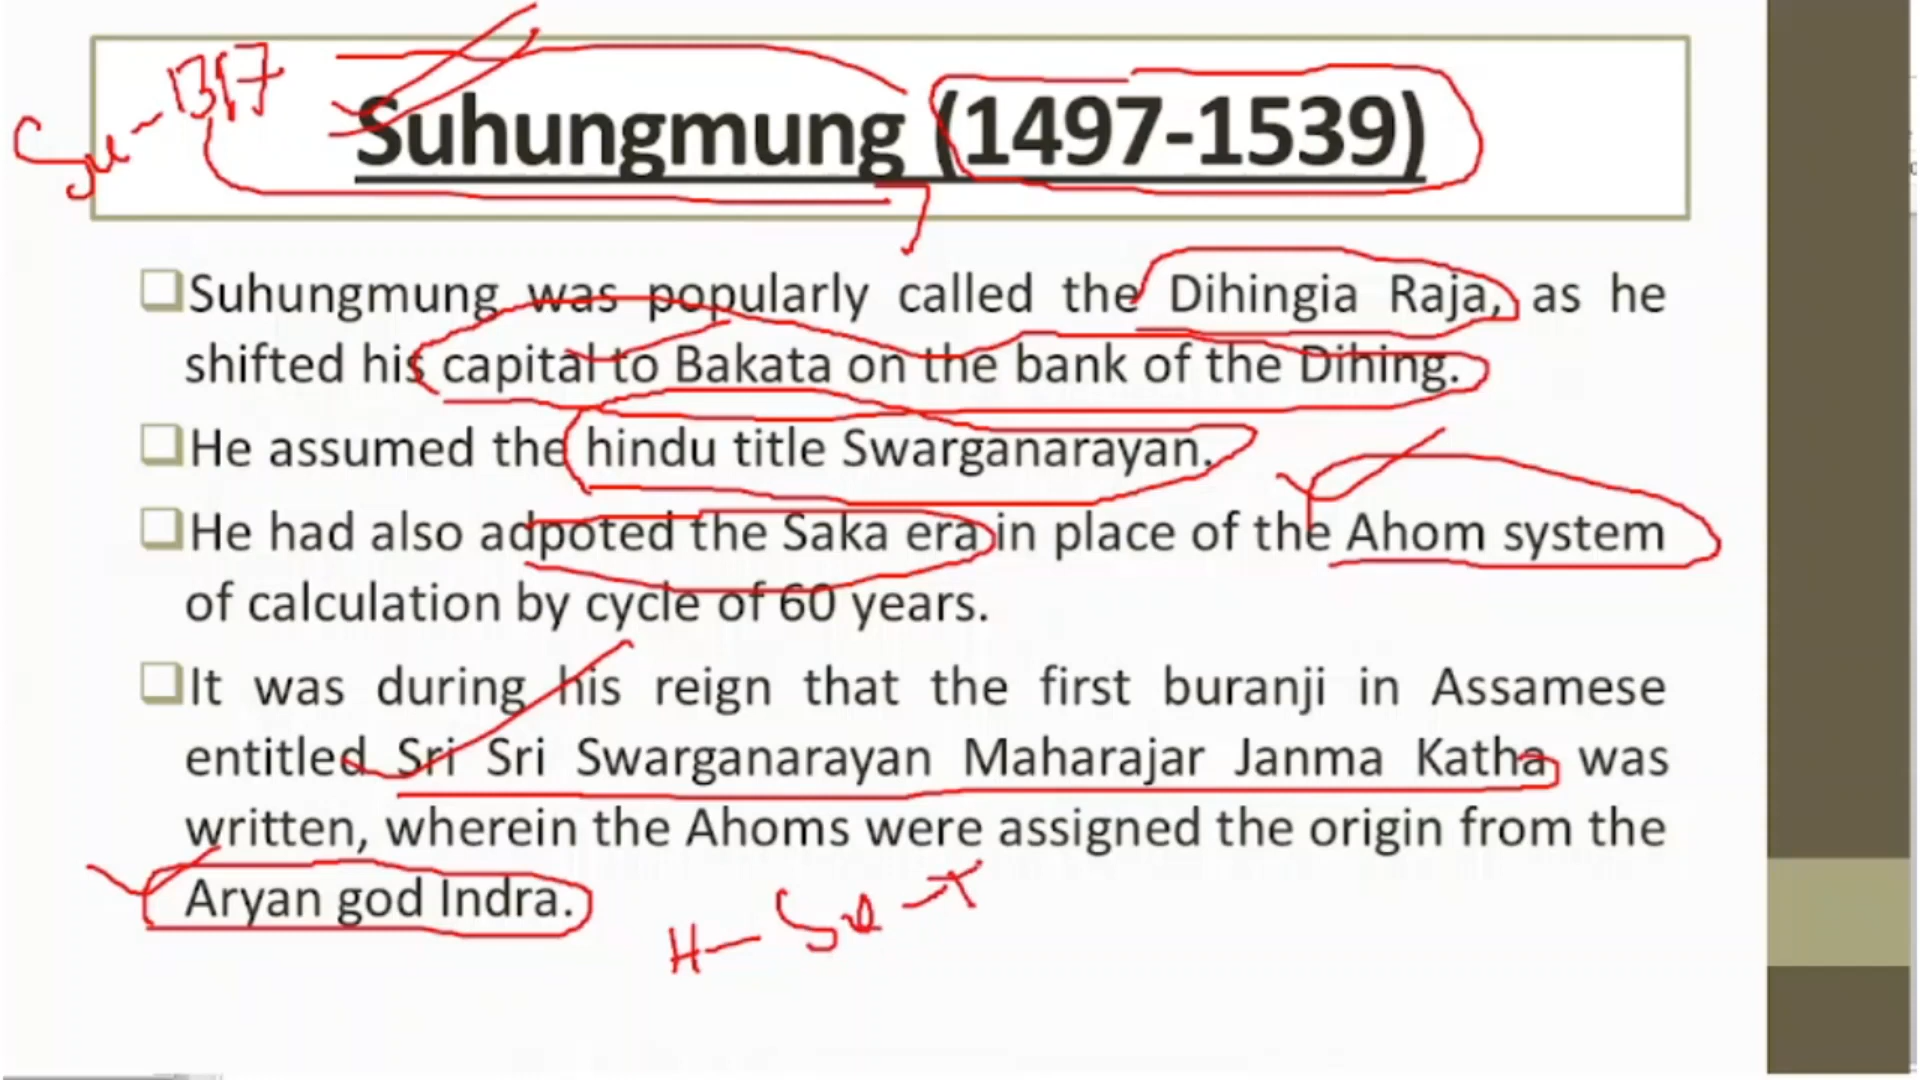 Su - 1397
Suhungmung (1497-1539)
Suhungmung was popularly called the Dihingia Raja, as he
shifted his capital to Bakata on the bank of the Dihing.
He assumed the hindu title Swarganarayan.
He had also adpoted the Saka era in place of the Ahom system
of calculation by cycle of 60 years.
It was during his reign that the first buranji in Assamese
entitled Sri Sri Swarganarayan Maharajar Janma Katha was
written, wherein the Ahoms were assigned the origin from the
Aryan god Indra.